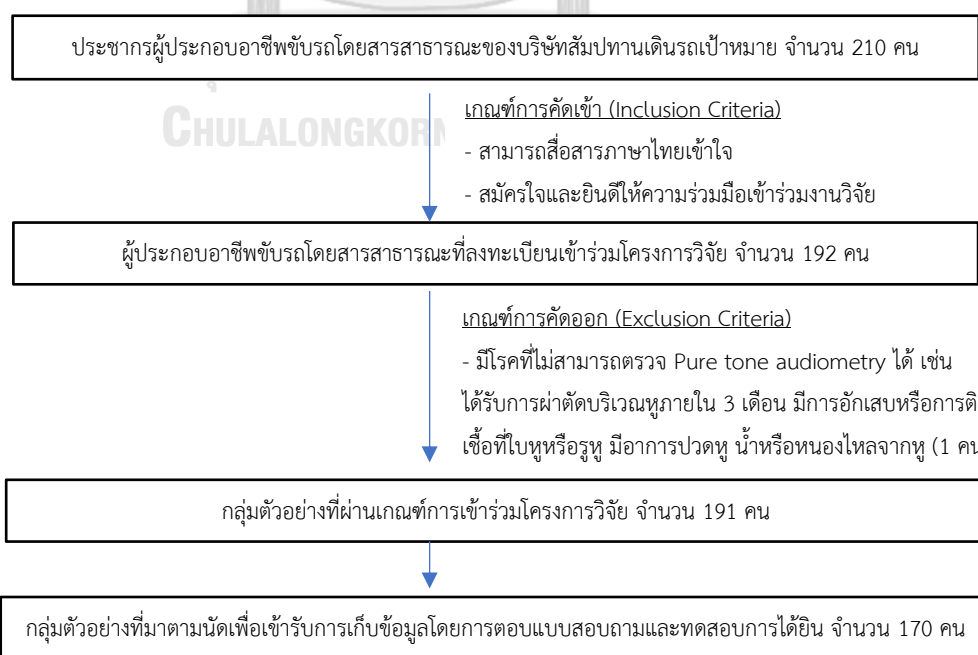 ประชากรผู้ประกอบอาชีพขับรถโดยสารสาธารณะของบริษัทสัมปทานเดินรถเป้าหมาย จำนวน 210 คน
เกณฑ์การคัดเข้า (Inclusion Criteria)
CHULALONGKORN
- สามารถสื่อสารภาษาไทยเข้าใจ
- สมัครใจและยินดีให้ความร่วมมือเข้าร่วมงานวิจัย
ผู้ประกอบอาชีพขับรถโดยสารสาธารณะที่ลงทะเบียนเข้าร่วมโครงการวิจัย จำนวน 192 คน
เกณฑ์การคัดออก (Exclusion Criteria)
- มีโรคที่ไม่สามารถตรวจ Pure tone audiometry ได้ เช่น
ได้รับการผ่าตัดบริเวณหูภายใน 3 เดือน มีการอักเสบหรือการติ
เชื้อที่ใบหูหรือรูหู มีอาการปวดหู น้ำหรือหนองไหลจากหู (1 คน
กลุ่มตัวอย่างที่ผ่านเกณฑ์การเข้าร่วมโครงการวิจัย จำนวน 191 คน
กลุ่มตัวอย่างที่มาตามนัดเพื่อเข้ารับการเก็บข้อมูลโดยการตอบแบบสอบถามและทดสอบการได้ยิน จำนวน 170 คน